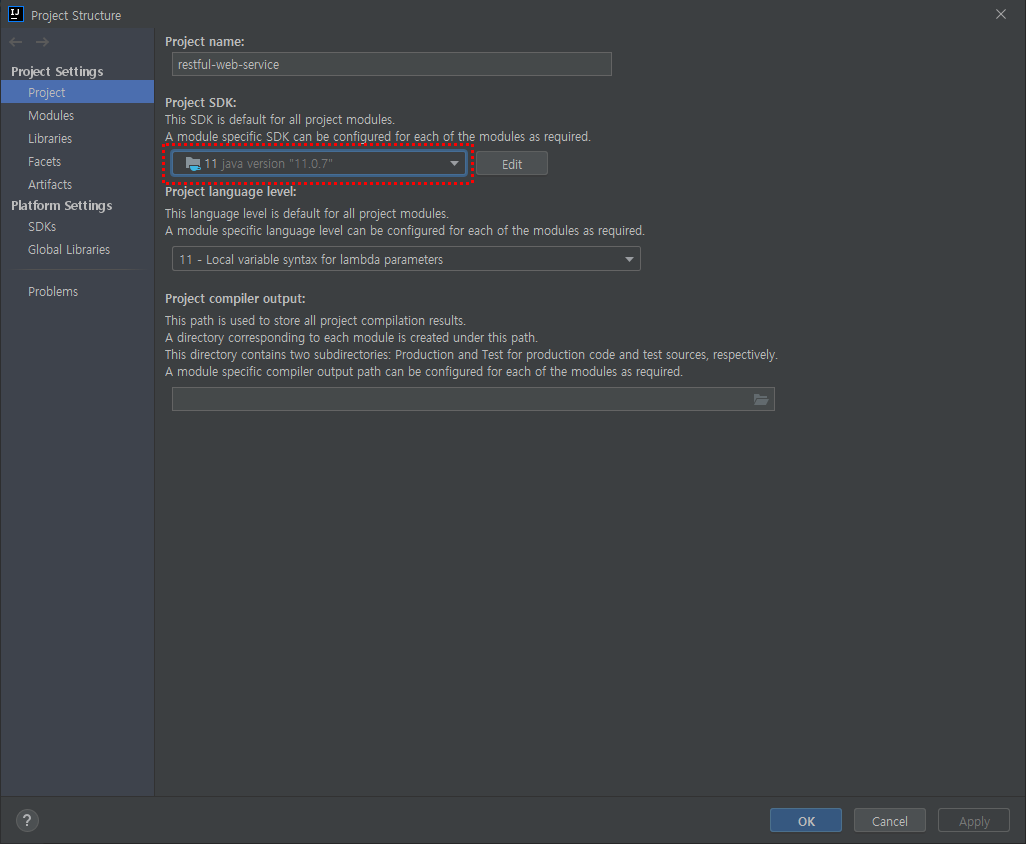 IJ
Project Structure
Project Settings
Project
Modules
Libraries
Facets
Artifacts
Platform Settings
SDKs
Global Libraries
Problems
Project name:
restful-web-service
Project SDK:
This SDK is default for all project modules.
A module specific SDK can be configured for each of the modules as required.
11 java version "11.0.7"
Edit
Project language level:
This language level is default for all project modules.
A module specific language level can be configured for each of the modules as required.
11 - Local variable syntax for lambda parameters
Project compiler output:
This path is used to store all project compilation results.
A directory corresponding to each module is created under this path.
This directory contains two subdirectories: Production and Test for production code and test sources, respectively.
A module specific compiler output path can be configured for each of the modules as required.
?
OK
Cancel
Apply